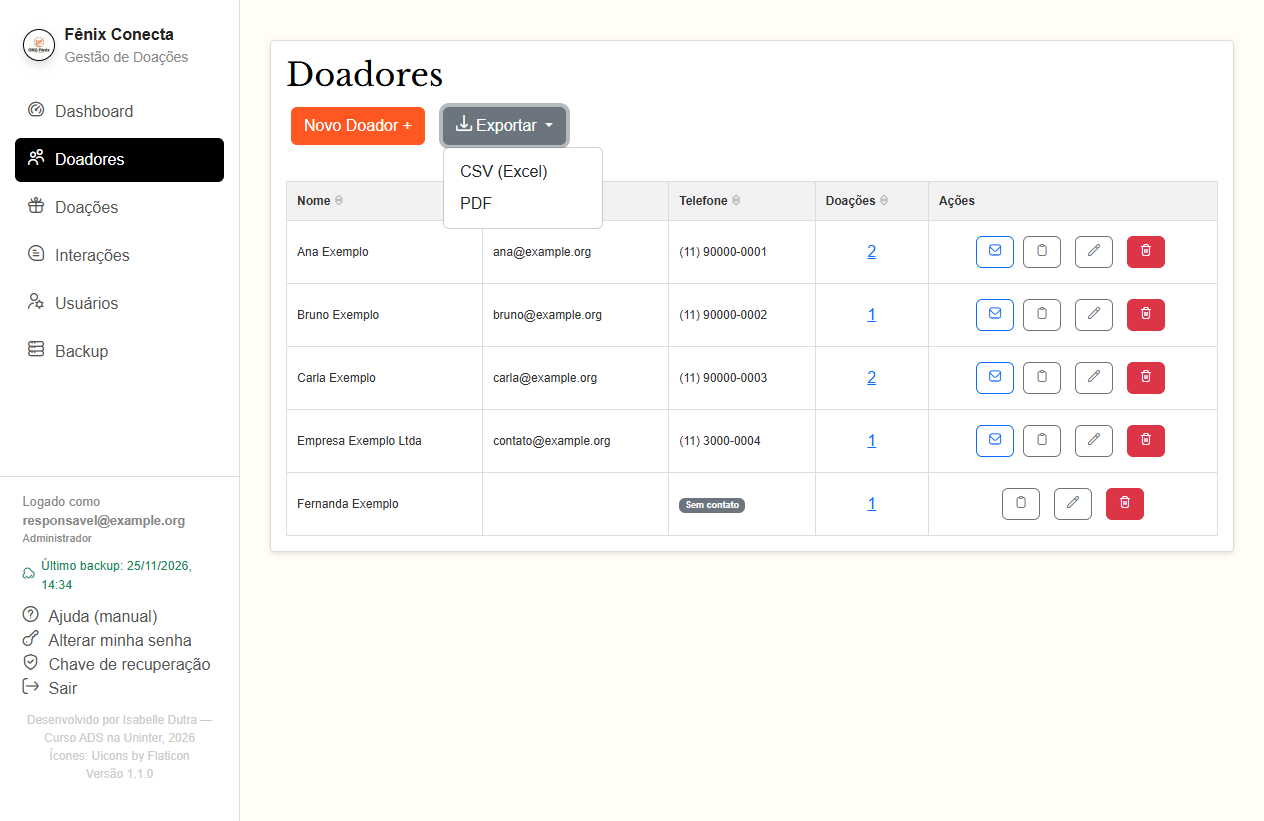 ONG Fênix
Fênix Conecta
Gestão de Doações
Dashboard
Doadores
Doações
Interações
Usuários
Backup
Logado como
responsavel@example.org
Administrador
Último backup: 25/11/2026,
14:34
Ajuda (manual)
Alterar minha senha
Chave de recuperação
Sair
Desenvolvido por Isabelle Dutra —
Curso ADS na Uninter, 2026
Ícones: Uicons by Flaticon
Versão 1.1.0
Doadores
Novo Doador +
Exportar
CSV (Excel)
PDF
Nome Telefone Doações Ações
Ana Exemplo ana@example.org (11) 90000-0001 2
Bruno Exemplo bruno@example.org (11) 90000-0002 1
Carla Exemplo carla@example.org (11) 90000-0003 2
Empresa Exemplo Ltda contato@example.org (11) 3000-0004 1
Fernanda Exemplo Sem contato 1